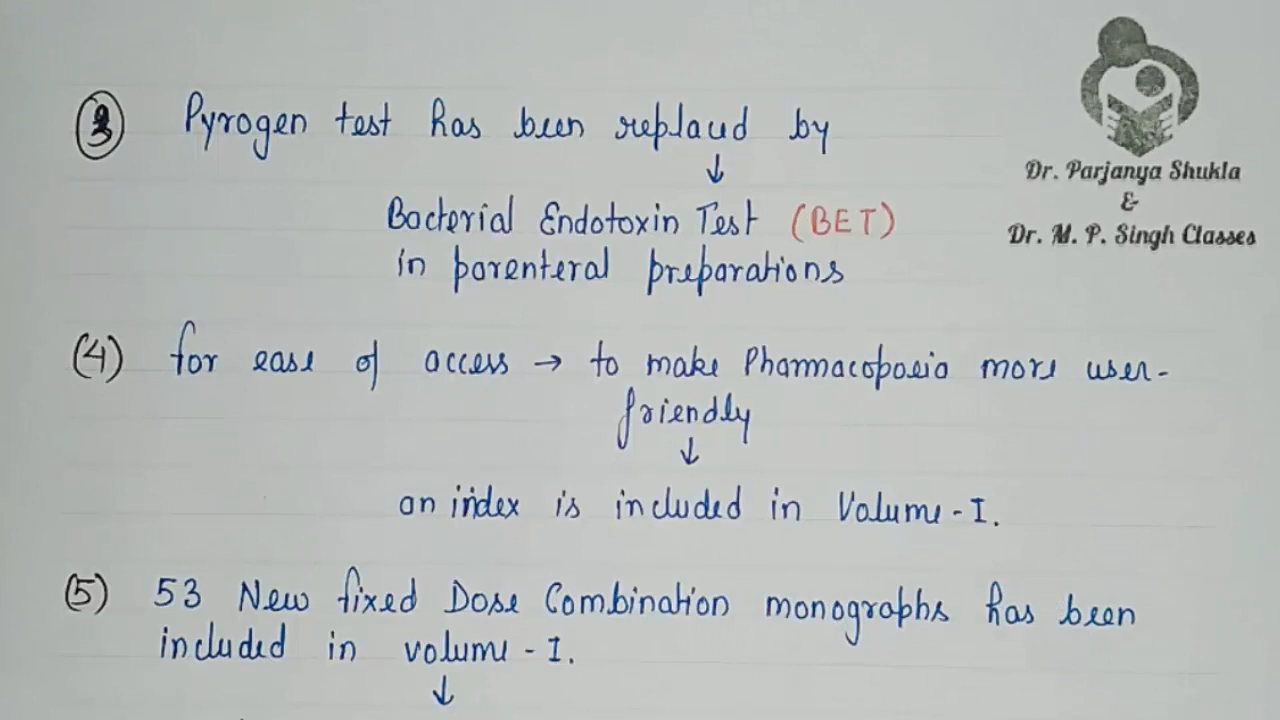 (3) Pyrogen test has been replaced by
↓
Bacterial Endotoxin Test (BET)
in parenteral preparations
(4) for ease of access → to make Pharmacopoeia more user-
friendly
↓
an index is included in Volume-I.
(5) 53 New fixed Dose Combination monographs has been
included in volume-I.
↓
Dr. Parjanya Shukla
&
Dr. M. P. Singh Classes